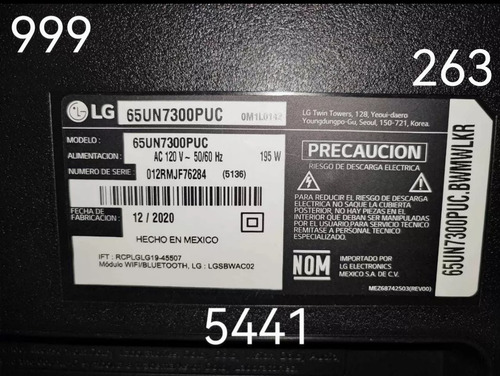 999
263
LG
65UN7300PUC
0M1L0142
MODELO :
65UN7300PUC
ALIMENTACION :
AC 120 V ~ 50/60 Hz
195 W
NUMERO DE SERIE :
012RMJF76284
(5136)
FECHA DE
FABRICACION :
12 / 2020
HECHO EN MEXICO
IFT : RCPLGLG19-45507
Módulo WIFI/BLUETOOTH, LG : LGSBWAC02
LG Twin Towers, 128, Yeoui-daero
Youngdungpo-Gu, Seoul, 150-721, Korea.
PRECAUCION
RIESGO DE DESCARGA ELECTRICA
PARA REDUCIR EL RIESGO DE DESCARGA
ELECTRICA NO SAQUE LA CUBIERTA
POSTERIOR, NO HAY PIEZAS EN EL
INTERIOR QUE DEBAN SER MANIPULADAS
POR EL USUARIO,PARA SERVICIO TECNICO
REMITASE A PERSONAL TECNICO
CUALIFICADO.
NOM
IMPORTADO POR
LG ELECTRONICS
MEXICO S.A. DE C.V.
MEZ68742503(REV00)
65UN7300PUC.BWMWLKR
5441